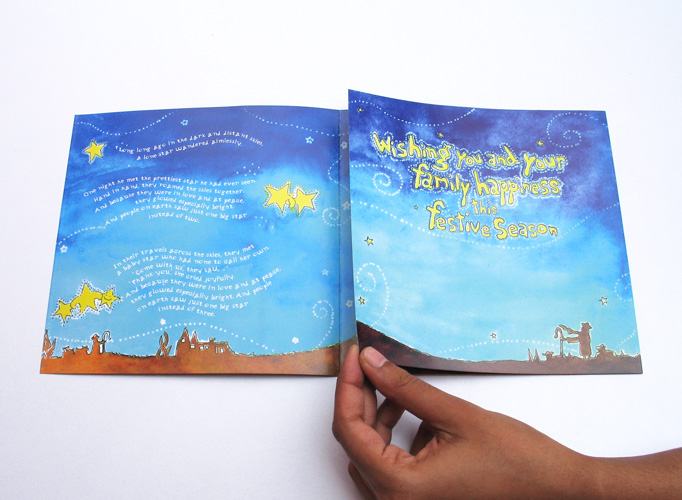 Long long ago in the dark and distant skies,
A lone star wandered aimlessly.
One night he met the prettiest star he had ever seen.
Hand in hand, they roamed the skies together.
And because they were in love and at peace,
they glowed especially bright.
And people on earth saw just one big star
instead of two.
In their travels across the skies, they met
a baby star who had none to call her own.
Come with us, they said.
Thank you, she cried joyfully.
And because they were in love and at peace,
they glowed especially bright. And people
on earth saw just one big star
instead of three.
Wishing you and your
family happiness
this
festive Season